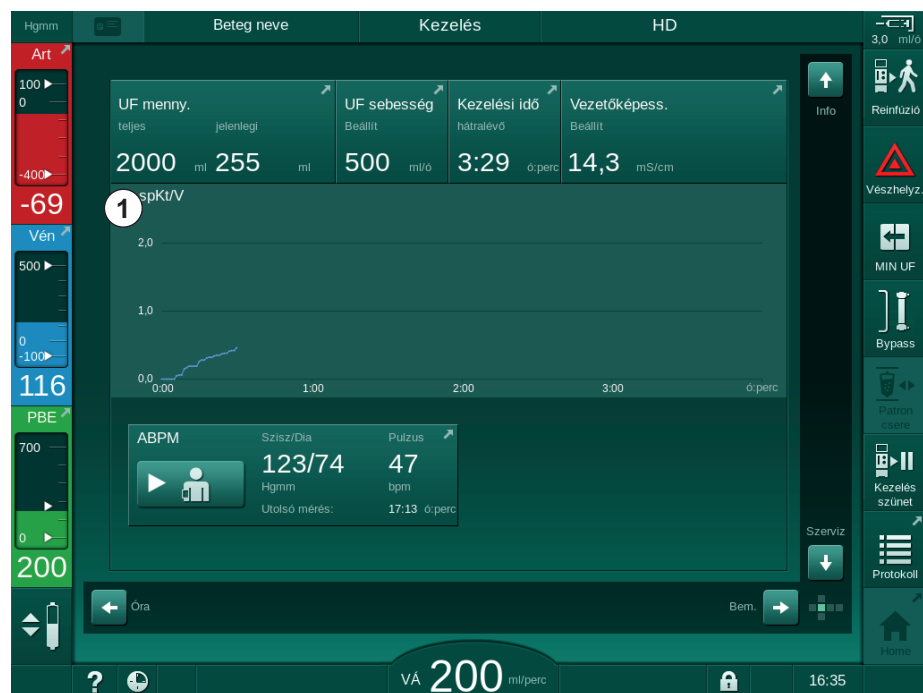 Hgmm
Beteg neve
Kezelés
HD
3,0 ml/ó
Art
100
0
-400
-69
Vén
500
0
-100
116
PBE
700
0
200
UF menny.
teljes
jelenlegi
2000 ml 255 ml
UF sebesség
Beállít
500 ml/ó
Kezelési idő
hátralévő
3:29 ó:perc
Vezetőképess.
Beállít
14,3 mS/cm
1
spKt/V
2,0
1,0
0,0
0:00 1:00 2:00 3:00 ó:perc
ABPM
Szisz/Dia
Pulzus
123/74
47
Hgmm
bpm
Utolsó mérés: 17:13 ó:perc
Info
Szerviz
Óra
Bem.
Reinfúzió
Vészhelyz.
MIN UF
Bypass
Patron
csere
Kezelés
szünet
Protokoll
Home
?
VÁ 200 ml/perc
16:35